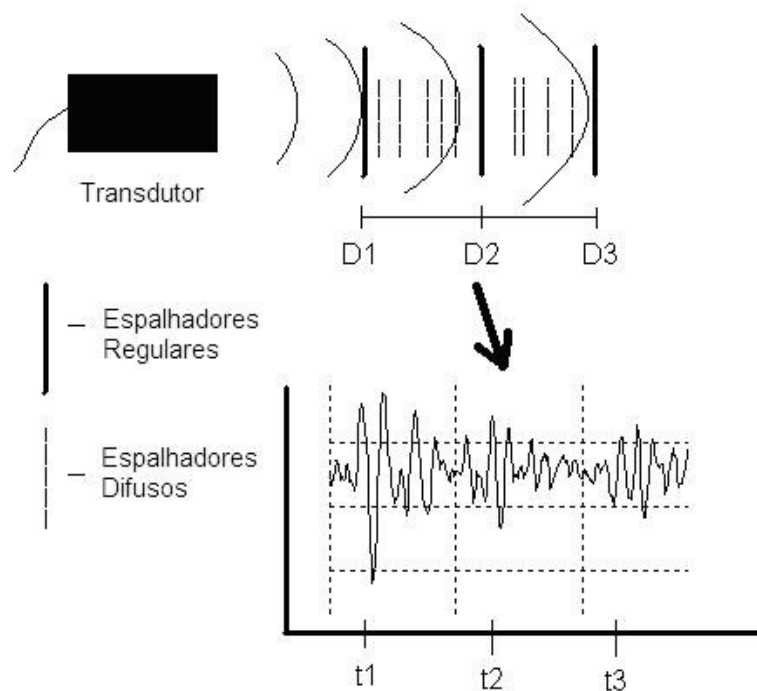 Transdutor
D1 D2 D3
Espalhadores
Regulares
Espalhadores
Difusos
t1 t2 t3